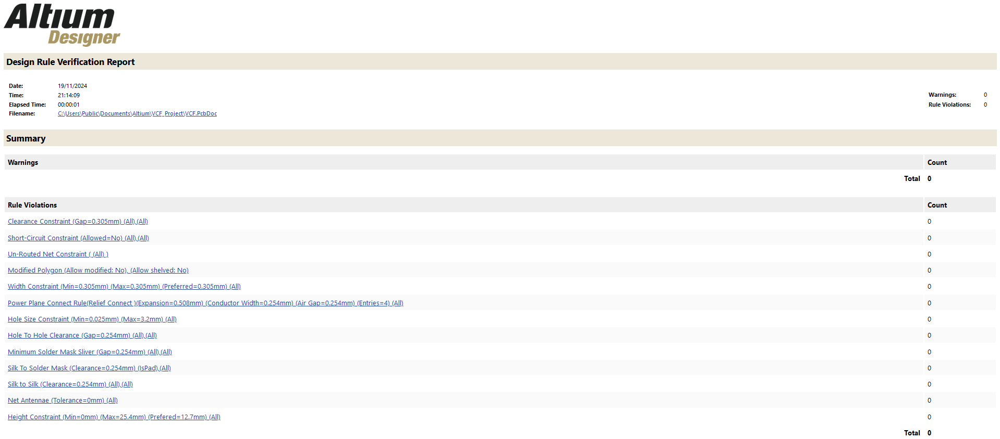 Altium
Designer
Design Rule Verification Report
Date: 19/11/2024
Time: 21:14:09
Elapsed Time: 00:00:01
Filename: C:\Users\Public\Documents\Altium\VCF_Project\VCF.PcbDoc
Warnings: 0
Rule Violations: 0
Summary
Warnings Count
Total 0
Rule Violations Count
Clearance Constraint (Gap=0.305mm) (All),(All) 0
Short-Circuit Constraint (Allowed=No) (All),(All) 0
Un-Routed Net Constraint ( (All) ) 0
Modified Polygon (Allow modified: No), (Allow shelved: No) 0
Width Constraint (Min=0.305mm) (Max=0.305mm) (Preferred=0.305mm) (All) 0
Power Plane Connect Rule(Relief Connect )(Expansion=0.508mm) (Conductor Width=0.254mm) (Air Gap=0.254mm) (Entries=4) (All) 0
Hole Size Constraint (Min=0.025mm) (Max=3.2mm) (All) 0
Hole To Hole Clearance (Gap=0.254mm) (All),(All) 0
Minimum Solder Mask Sliver (Gap=0.254mm) (All),(All) 0
Silk To Solder Mask (Clearance=0.254mm) (IsPad),(All) 0
Silk to Silk (Clearance=0.254mm) (All),(All) 0
Net Antennae (Tolerance=0mm) (All) 0
Height Constraint (Min=0mm) (Max=25.4mm) (Prefered=12.7mm) (All) 0
Total 0